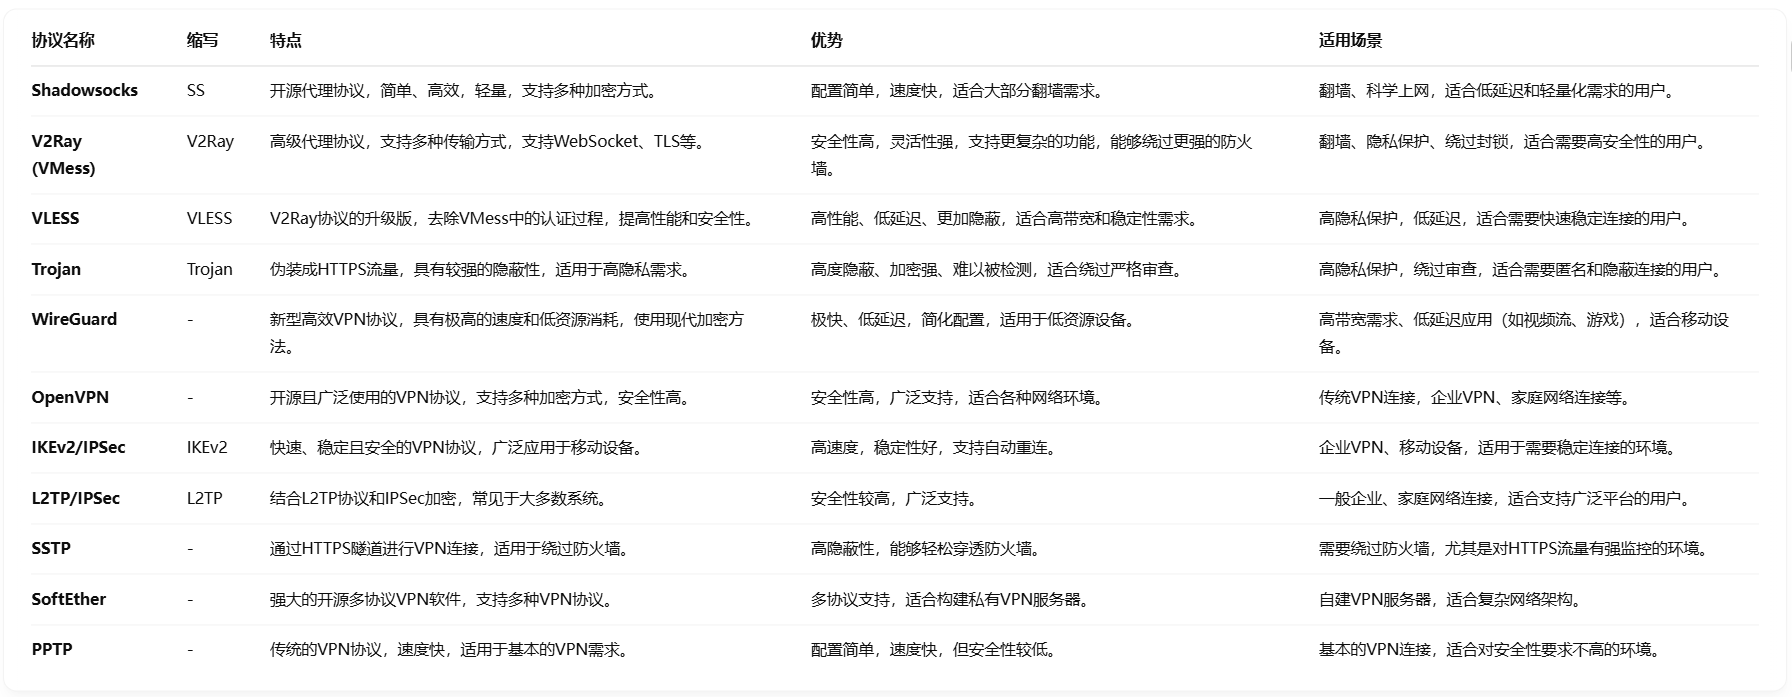 协议名称 缩写 特点 优势 适用场景
Shadowsocks SS 开源代理协议，简单、高效，轻量，支持多种加密方式。 配置简单，速度快，适合大部分翻墙需求。 翻墙、科学上网，适合低延迟和轻量化需求的用户。
V2Ray V2Ray 高级代理协议，支持多种传输方式，支持WebSocket、TLS等。 安全性高，灵活性强，支持更复杂的功能，能够绕过更强的防火 翻墙、隐私保护、绕过封锁，适合需要高安全性的用户。
(VMess) 墙。
VLESS VLESS V2Ray协议的升级版，去除VMess中的认证过程，提高性能和安全性。 高性能、低延迟、更加隐蔽，适合高带宽和稳定性需求。 高隐私保护，低延迟，适合需要快速稳定连接的用户。
Trojan Trojan 伪装成HTTPS流量，具有较强的隐蔽性，适用于高隐私需求。 高度隐蔽、加密强、难以被检测，适合绕过严格审查。 高隐私保护，绕过审查，适合需要匿名和隐蔽连接的用户。
WireGuard - 新型高效VPN协议，具有极高的速度和低资源消耗，使用现代加密方 极快、低延迟，简化配置，适用于低资源设备。 高带宽需求、低延迟应用（如视频流、游戏），适合移动设
法。 备。
OpenVPN - 开源且广泛使用的VPN协议，支持多种加密方式，安全性高。 安全性高，广泛支持，适合各种网络环境。 传统VPN连接，企业VPN、家庭网络连接等。
IKEv2/IPSec IKEv2 快速、稳定且安全的VPN协议，广泛应用于移动设备。 高速度，稳定性好，支持自动重连。 企业VPN、移动设备，适用于需要稳定连接的环境。
L2TP/IPSec L2TP 结合L2TP协议和IPSec加密，常见于大多数系统。 安全性较高，广泛支持。 一般企业、家庭网络连接，适合支持广泛平台的用户。
SSTP - 通过HTTPS隧道进行VPN连接，适用于绕过防火墙。 高隐蔽性，能够轻松穿透防火墙。 需要绕过防火墙，尤其是对HTTPS流量有强监控的环境。
SoftEther - 强大的开源多协议VPN软件，支持多种VPN协议。 多协议支持，适合构建私有VPN服务器。 自建VPN服务器，适合复杂网络架构。
PPTP - 传统的VPN协议，速度快，适用于基本的VPN需求。 配置简单，速度快，但安全性较低。 基本的VPN连接，适合对安全性要求不高的环境。